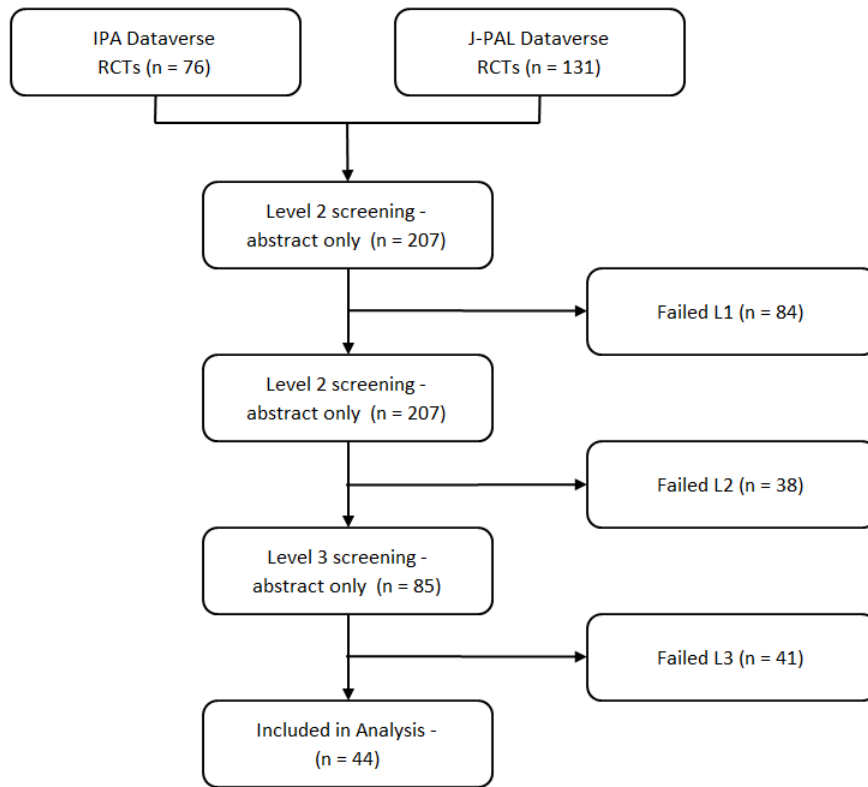 IPA Dataverse
RCTs (n = 76)
J-PAL Dataverse
RCTs (n = 131)
Level 2 screening -
abstract only  (n = 207)
Failed L1 (n = 84)
Level 2 screening -
abstract only  (n = 207)
Failed L2 (n = 38)
Level 3 screening -
abstract only  (n = 85)
Failed L3 (n = 41)
Included in Analysis -
(n = 44)